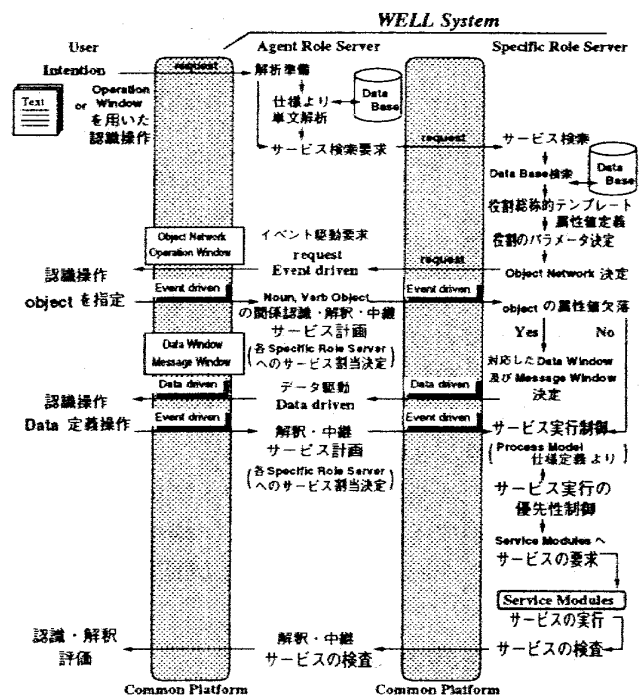 WELL System
User
Agent Role Server
Specific Role Server
Intention
request
解析準備
Text
or Operation
Window
を用いた
認識操作
Data
Base
仕様より
単文解析
サービス検索要求
request
サービス検索
Data Base検索
Data
Base
役割総称的テンプレート
属性値定義
役割のパラメータ決定
Object Network
Operation Window
イベント駆動要求
request
Event driven
request
Object Network 決定
認識操作
object を指定
Event driven
Noun, Verb Object
の関係認識・解釈・中継
サービス計画
(各 Specific Role Server
へのサービス割当決定)
Event driven
object の属性値欠落
Yes
No
Data Window
Message Window
対応した Data Window
及び Message Window
決定
Data driven
データ駆動
Data driven
Data driven
認識操作
Data 定義操作
Event driven
解釈・中継
サービス計画
(各 Specific Role Server
へのサービス割当決定)
Event driven
サービス実行制御
(Process Model
仕様定義 より)
サービス実行の
優先性制御
Service Modules へ
サービスの要求
Service Modules
サービスの実行
サービスの検査
解釈・中継
サービスの検査
認識・解釈
評価
Common Platform
Common Platform